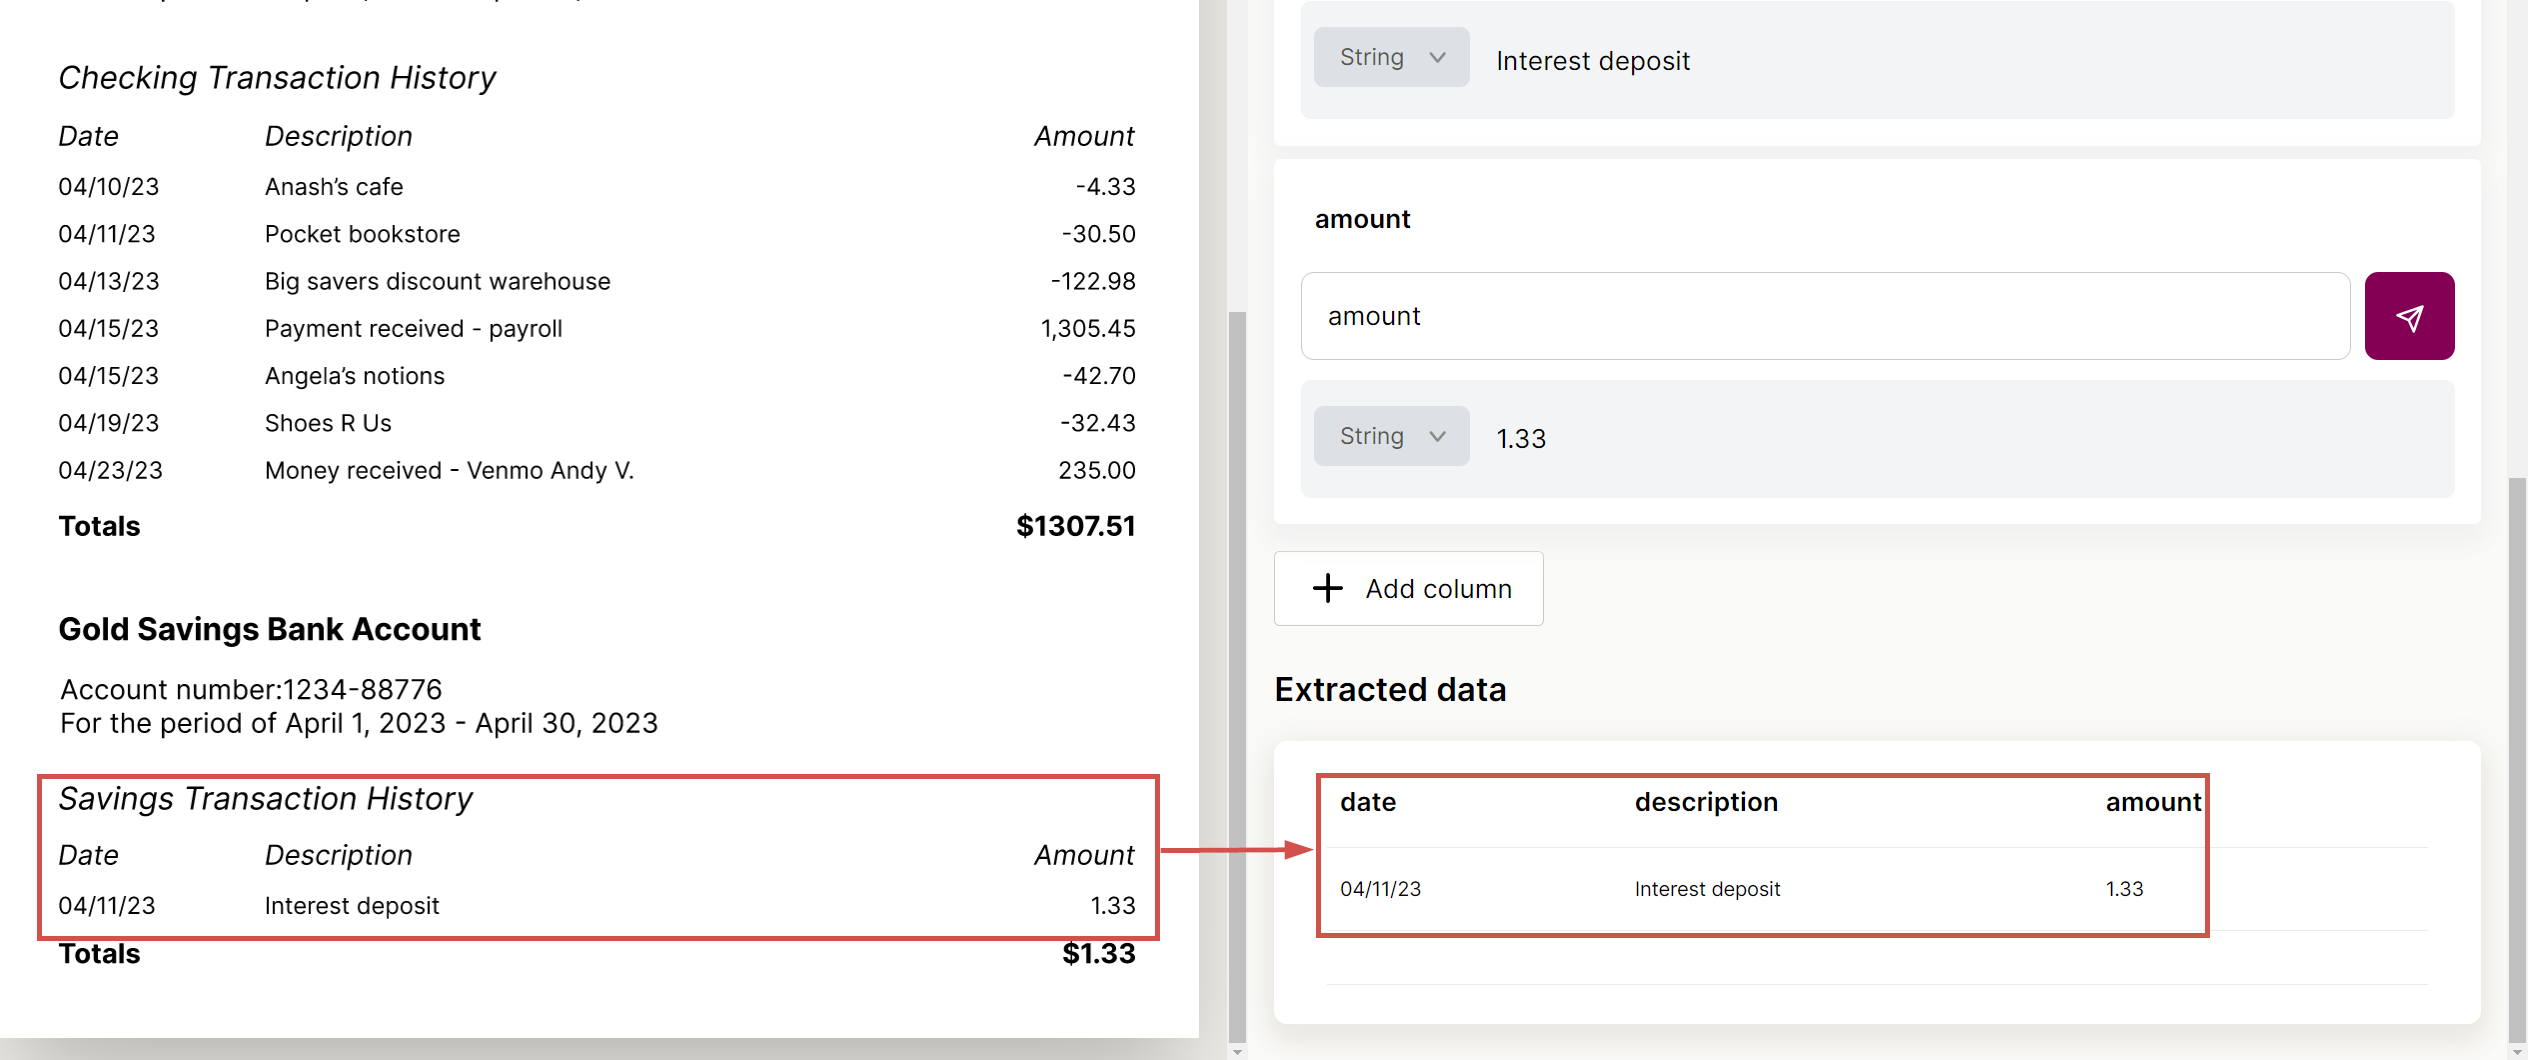 Checking Transaction History
Date Description Amount
04/10/23 Anash’s cafe -4.33
04/11/23 Pocket bookstore -30.50
04/13/23 Big savers discount warehouse -122.98
04/15/23 Payment received - payroll 1,305.45
04/15/23 Angela’s notions -42.70
04/19/23 Shoes R Us -32.43
04/23/23 Money received - Venmo Andy V. 235.00
Totals $1307.51
Gold Savings Bank Account
Account number:1234-88776
For the period of April 1, 2023 - April 30, 2023
Savings Transaction History
Date Description Amount
04/11/23 Interest deposit 1.33
Totals $1.33
String Interest deposit
amount
amount
String 1.33
Add column
Extracted data
date description amount
04/11/23 Interest deposit 1.33